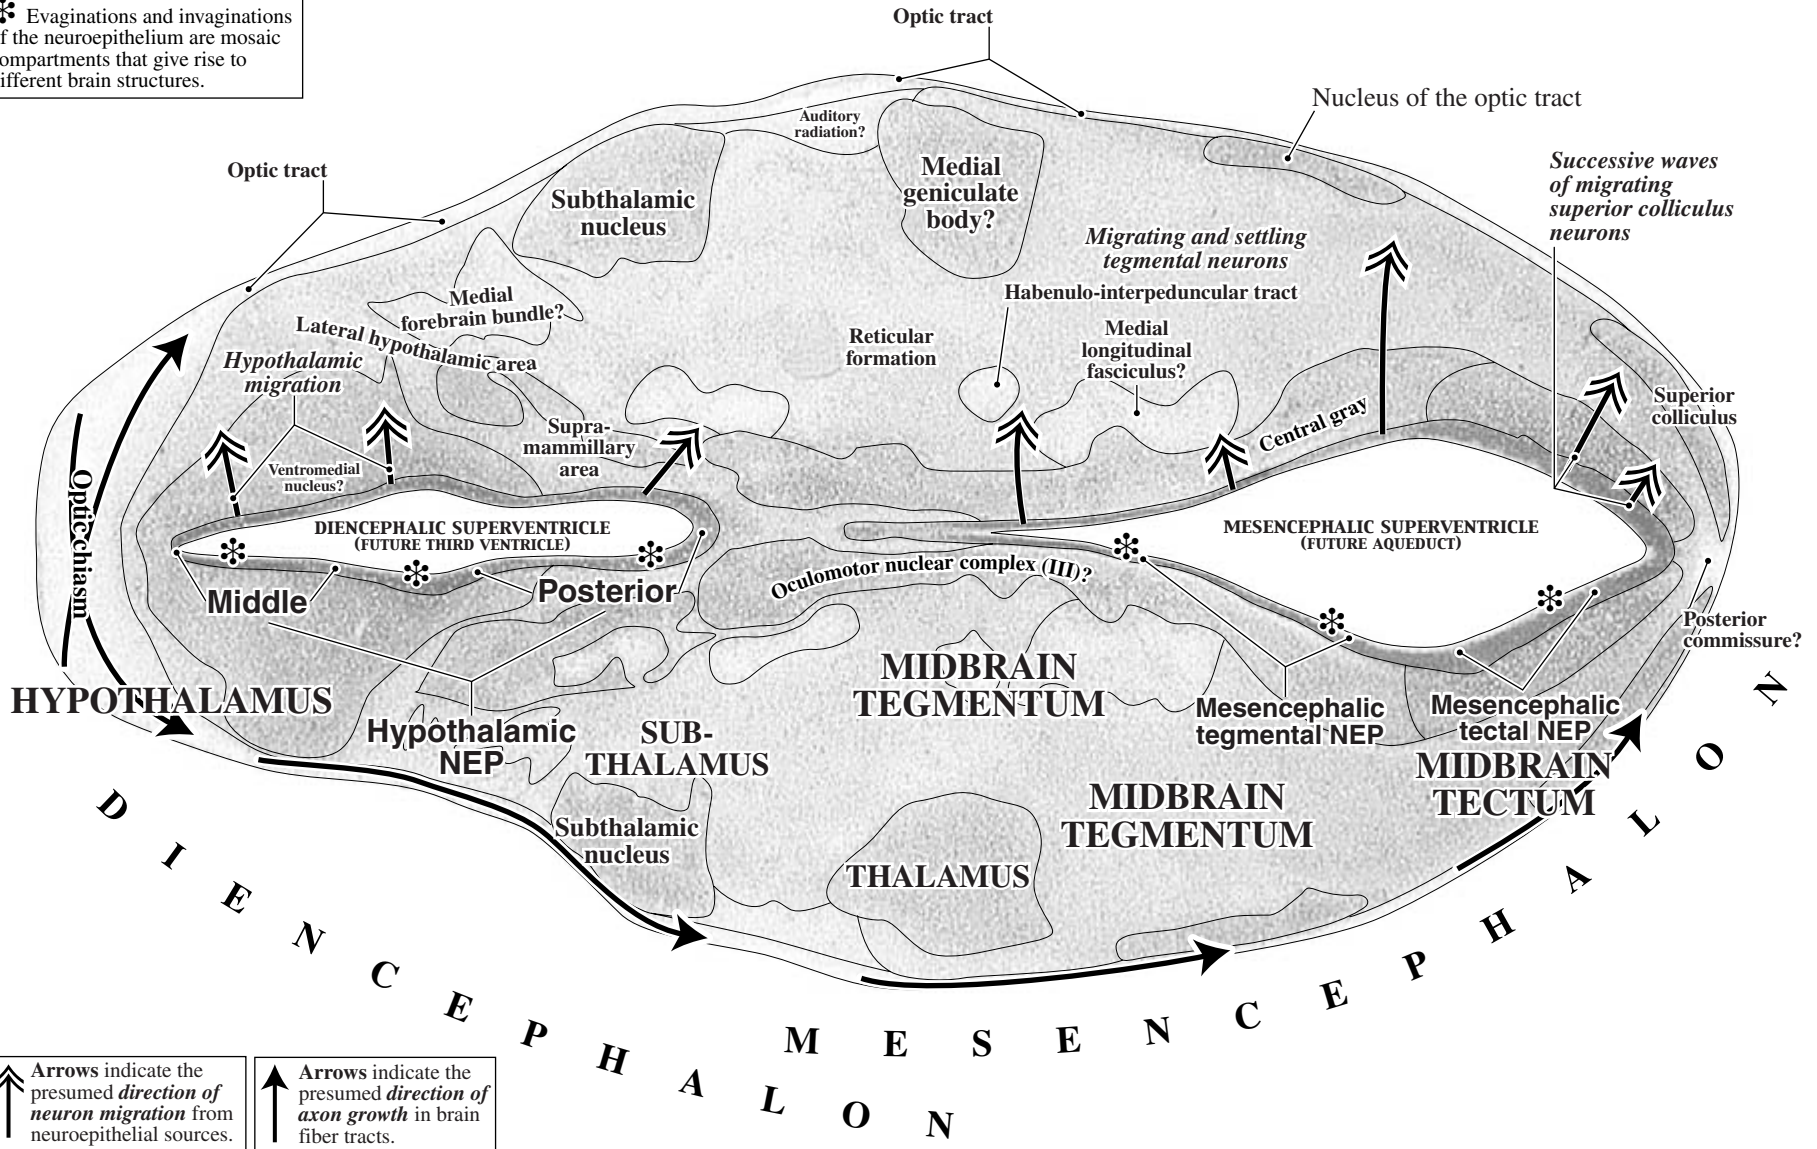 Evaginations and invaginations
f the neuroepithelium are mosaic
ompartments that give rise to
ifferent brain structures.
Optic tract
Nucleus of the optic tract
Auditory
radiation?
Optic tract
Subthalamic
nucleus
Medial
geniculate
body?
Successive waves
of migrating
superior colliculus
neurons
Migrating and settling
tegmental neurons
Habenulo-interpeduncular tract
Medial
forebrain bundle?
Lateral hypothalamic area
Hypothalamic
migration
Reticular
formation
Medial
longitudinal
fasciculus?
Superior
colliculus
Central gray
Supra-
mammillary
area
Ventromedial
nucleus?
Optic chiasm
DIENCEPHALIC SUPERVENTRICLE
(FUTURE THIRD VENTRICLE)
MESENCEPHALIC SUPERVENTRICLE
(FUTURE AQUEDUCT)
Oculomotor nuclear complex (III)?
Middle
Posterior
Posterior
commissure?
HYPOTHALAMUS
MIDBRAIN
TEGMENTUM
Hypothalamic
NEP
SUB-
THALAMUS
Mesencephalic
tegmental NEP
Mesencephalic
tectal NEP
MIDBRAIN
TECTUM
MIDBRAIN
TEGMENTUM
Subthalamic
nucleus
THALAMUS
DIENCEPHALON
MESENCEPHALON
Arrows indicate the
presumed direction of
neuron migration from
neuroepithelial sources.
Arrows indicate the
presumed direction of
axon growth in brain
fiber tracts.